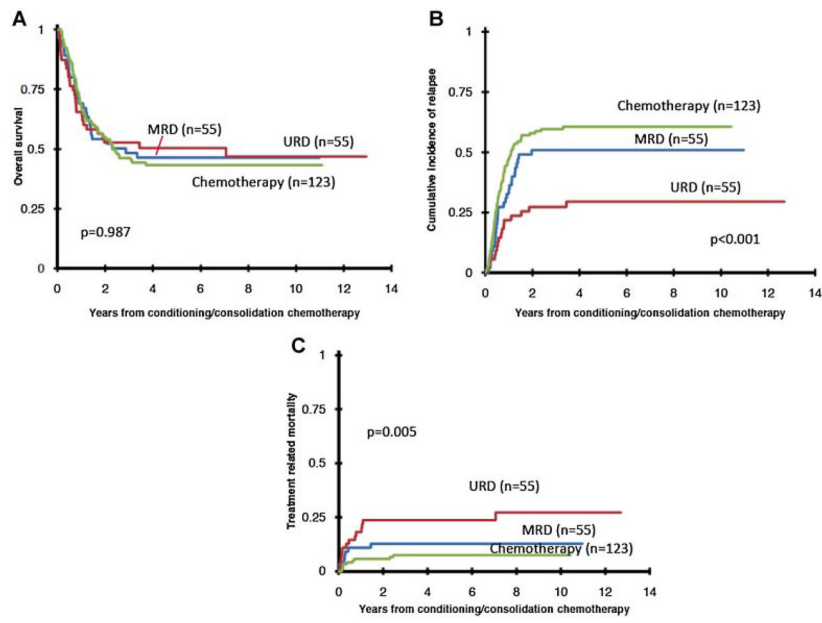 A
1
0.75
0.5
0.25
0
Overall survival
MRD (n=55)
URD (n=55)
Chemotherapy (n=123)
p=0.987
0 2 4 6 8 10 12 14
Years from conditioning/consolidation chemotherapy
B
1
0.75
0.5
0.25
0
Cumulative incidence of relapse
Chemotherapy (n=123)
MRD (n=55)
URD (n=55)
p<0.001
0 2 4 6 8 10 12 14
Years from conditioning/consolidation chemotherapy
C
1
0.75
0.5
0.25
0
Treatment related mortality
p=0.005
URD (n=55)
MRD (n=55)
Chemotherapy (n=123)
0 2 4 6 8 10 12 14
Years from conditioning/consolidation chemotherapy